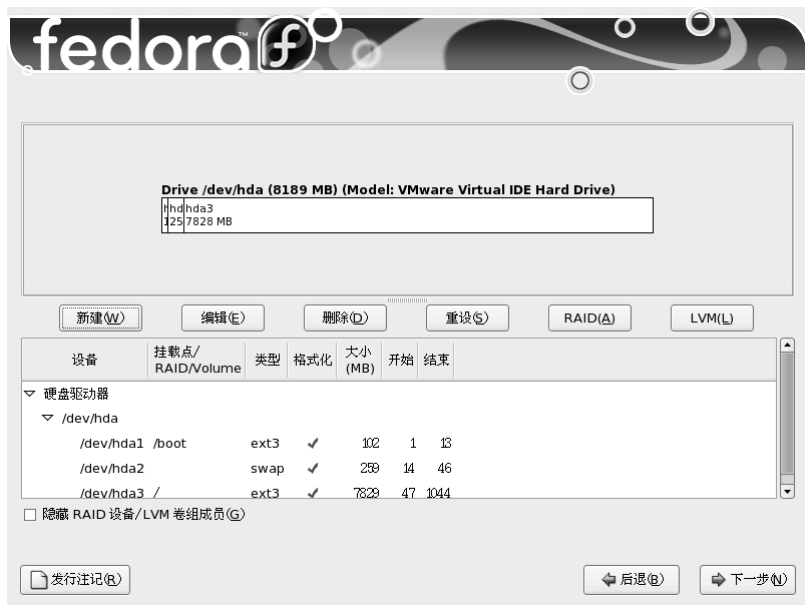 fedora™
Drive /dev/hda (8189 MB) (Model: VMware Virtual IDE Hard Drive)
hda3
125 7828 MB
新建(W) 编辑(E) 删除(D) 重设(S) RAID(A) LVM(L)
设备 挂载点/ RAID/Volume 类型 格式化 大小 (MB) 开始 结束
硬盘驱动器
/dev/hda
/dev/hda1 /boot ext3 ✓ 102 1 13
/dev/hda2 swap ✓ 259 14 46
/dev/hda3 / ext3 ✓ 7829 47 1044
隐藏 RAID 设备/LVM 卷组成员(G)
发行注记(R) 后退(B) 下一步(N)